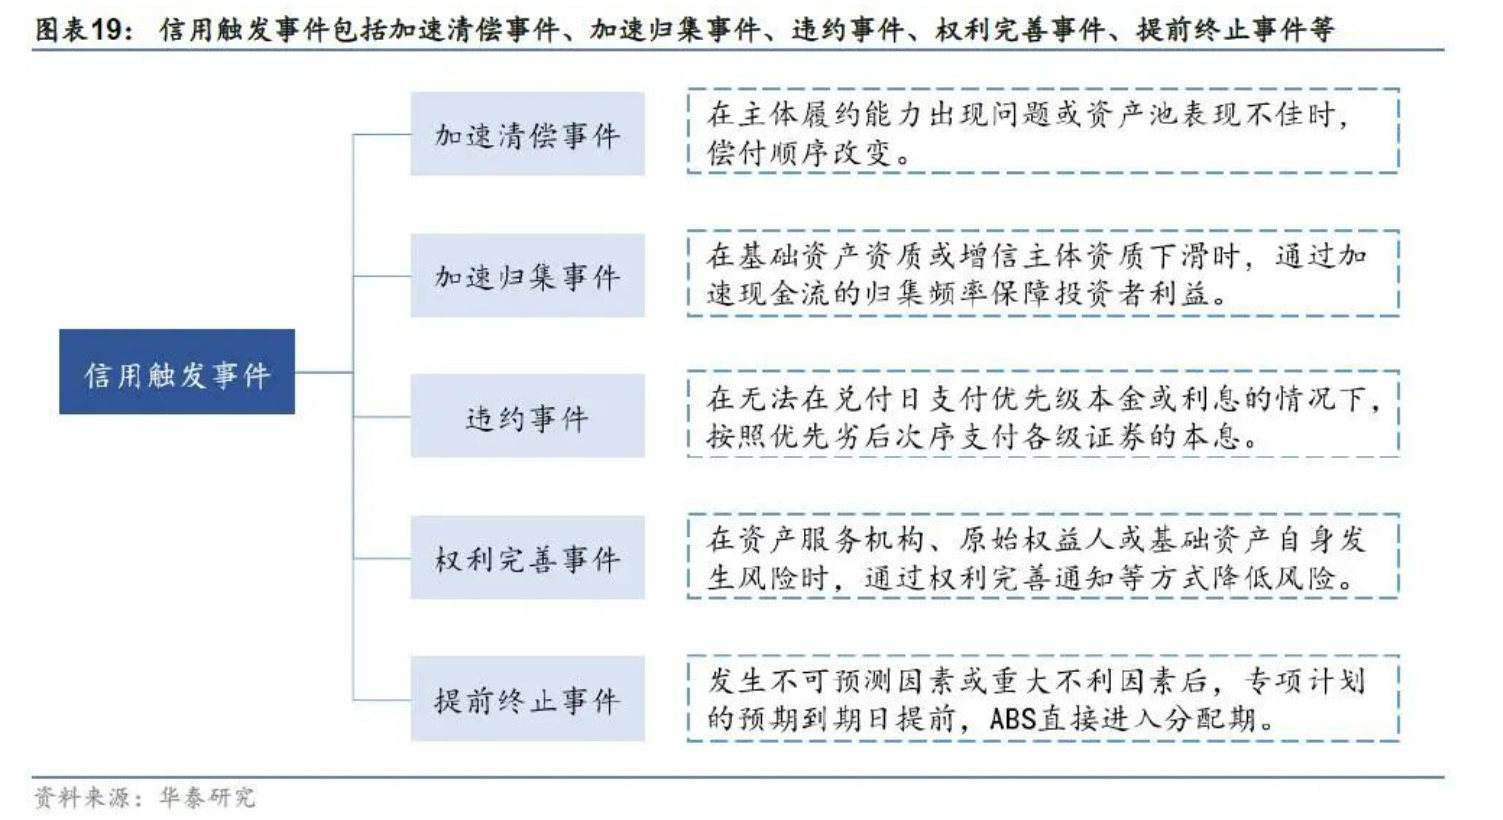 图表19： 信用触发事件包括加速清偿事件、加速归集事件、违约事件、权利完善事件、提前终止事件等
信用触发事件
加速清偿事件
在主体履约能力出现问题或资产池表现不佳时，
偿付顺序改变。
加速归集事件
在基础资产资质或增信主体资质下滑时，通过加
速现金流的归集频率保障投资者利益。
违约事件
在无法在兑付日支付优先级本金或利息的情况下，
按照优先劣后次序支付各级证券的本息。
权利完善事件
在资产服务机构、原始权益人或基础资产自身发
生风险时，通过权利完善通知等方式降低风险。
提前终止事件
发生不可预测因素或重大不利因素后，专项计划
的预期到期日提前，ABS直接进入分配期。
资料来源：华泰研究